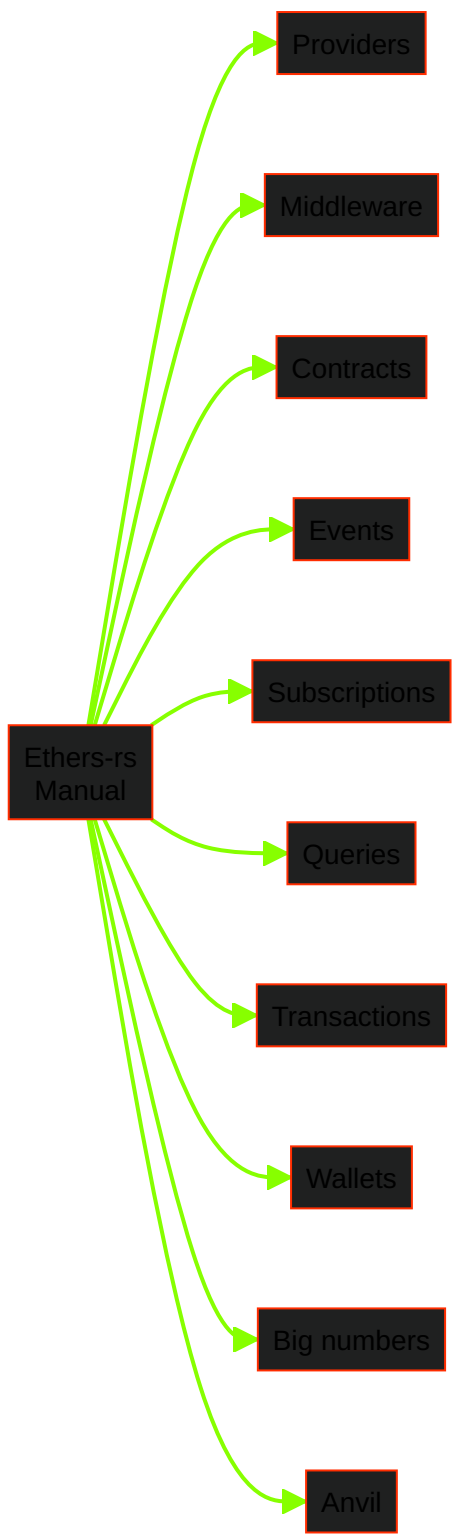 Providers
Middleware
Contracts
Events
Subscriptions
Ethers-rs
Manual
Queries
Transactions
Wallets
Big numbers
Anvil